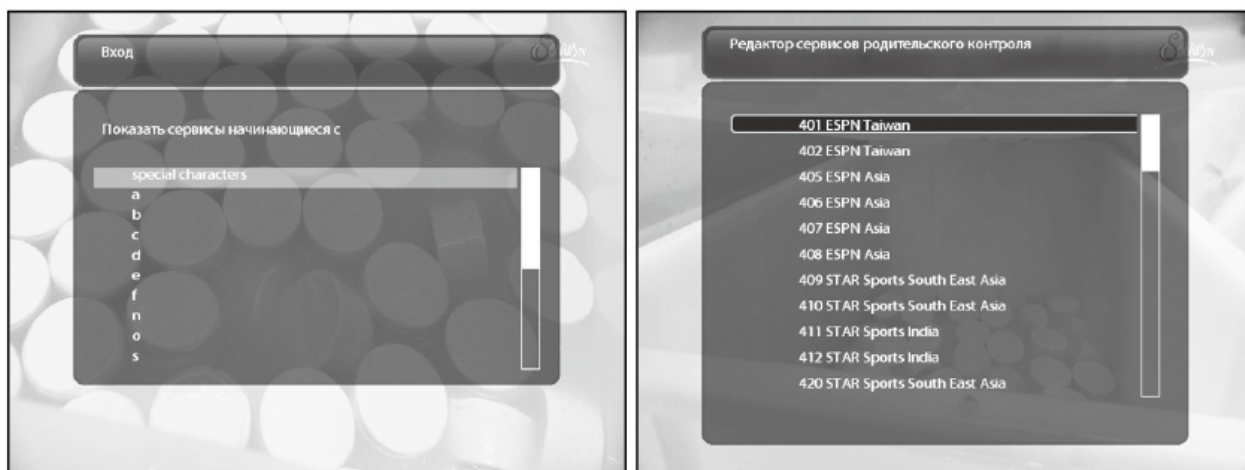 Вход
Показать сервисы начинающиеся с
special characters
a
b
c
d
e
f
n
o
s
Редактор сервисов родительского контроля
401 ESPN Taiwan
402 ESPN Taiwan
405 ESPN Asia
406 ESPN Asia
407 ESPN Asia
408 ESPN Asia
409 STAR Sports South East Asia
410 STAR Sports South East Asia
411 STAR Sports India
412 STAR Sports India
420 STAR Sports South East Asia